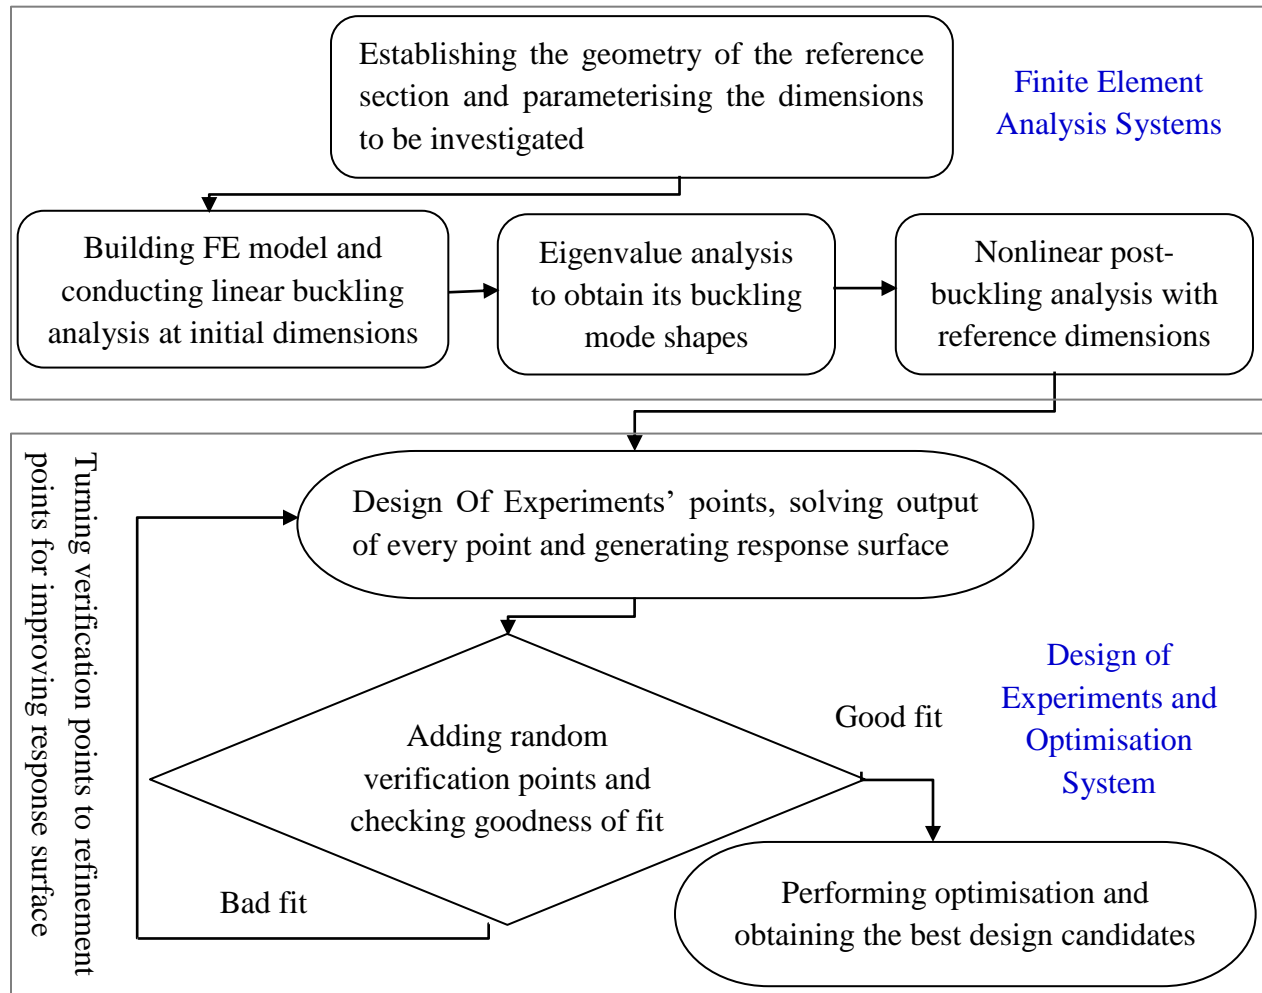 Establishing the geometry of the reference
section and parameterising the dimensions
to be investigated
Finite Element
Analysis Systems
Building FE model and
conducting linear buckling
analysis at initial dimensions
Eigenvalue analysis
to obtain its buckling
mode shapes
Nonlinear post-
buckling analysis with
reference dimensions
Turning verification points to refinement
points for improving response surface
Design Of Experiments’ points, solving output
of every point and generating response surface
Adding random
verification points and
checking goodness of fit
Good fit
Design of
Experiments and
Optimisation
System
Bad fit
Performing optimisation and
obtaining the best design candidates